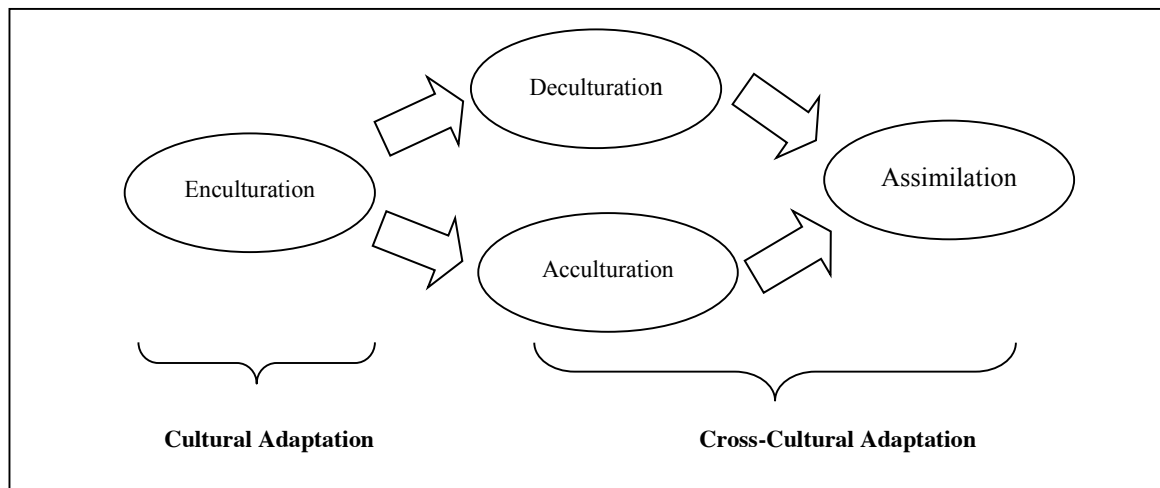 Deculturation
Enculturation
Assimilation
Acculturation
Cultural Adaptation
Cross-Cultural Adaptation